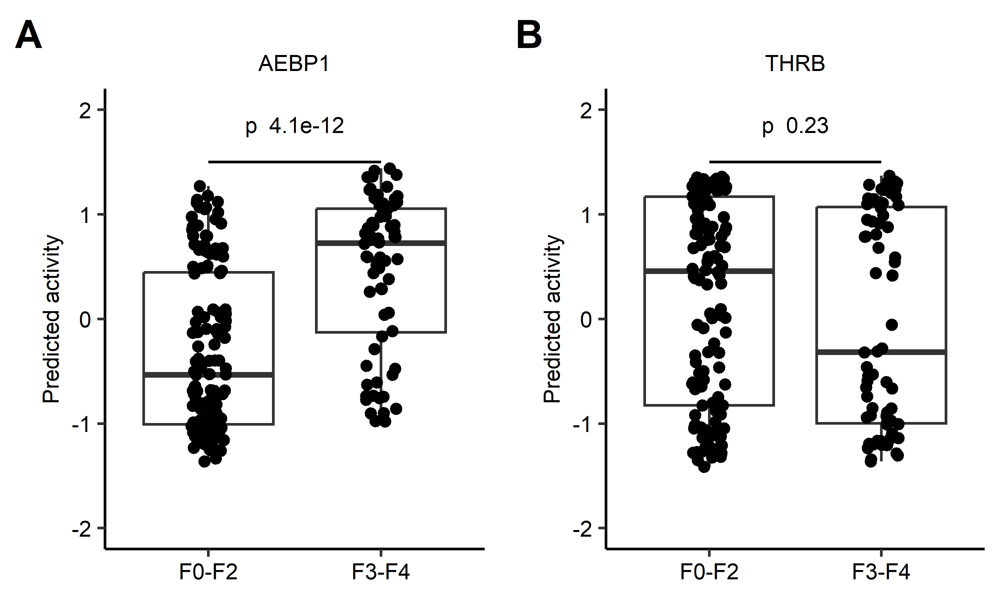 A
AEBP1
2
1
0
-1
-2
Predicted activity
p 4.1e-12
F0-F2
F3-F4
B
THRB
2
1
0
-1
-2
Predicted activity
p 0.23
F0-F2
F3-F4